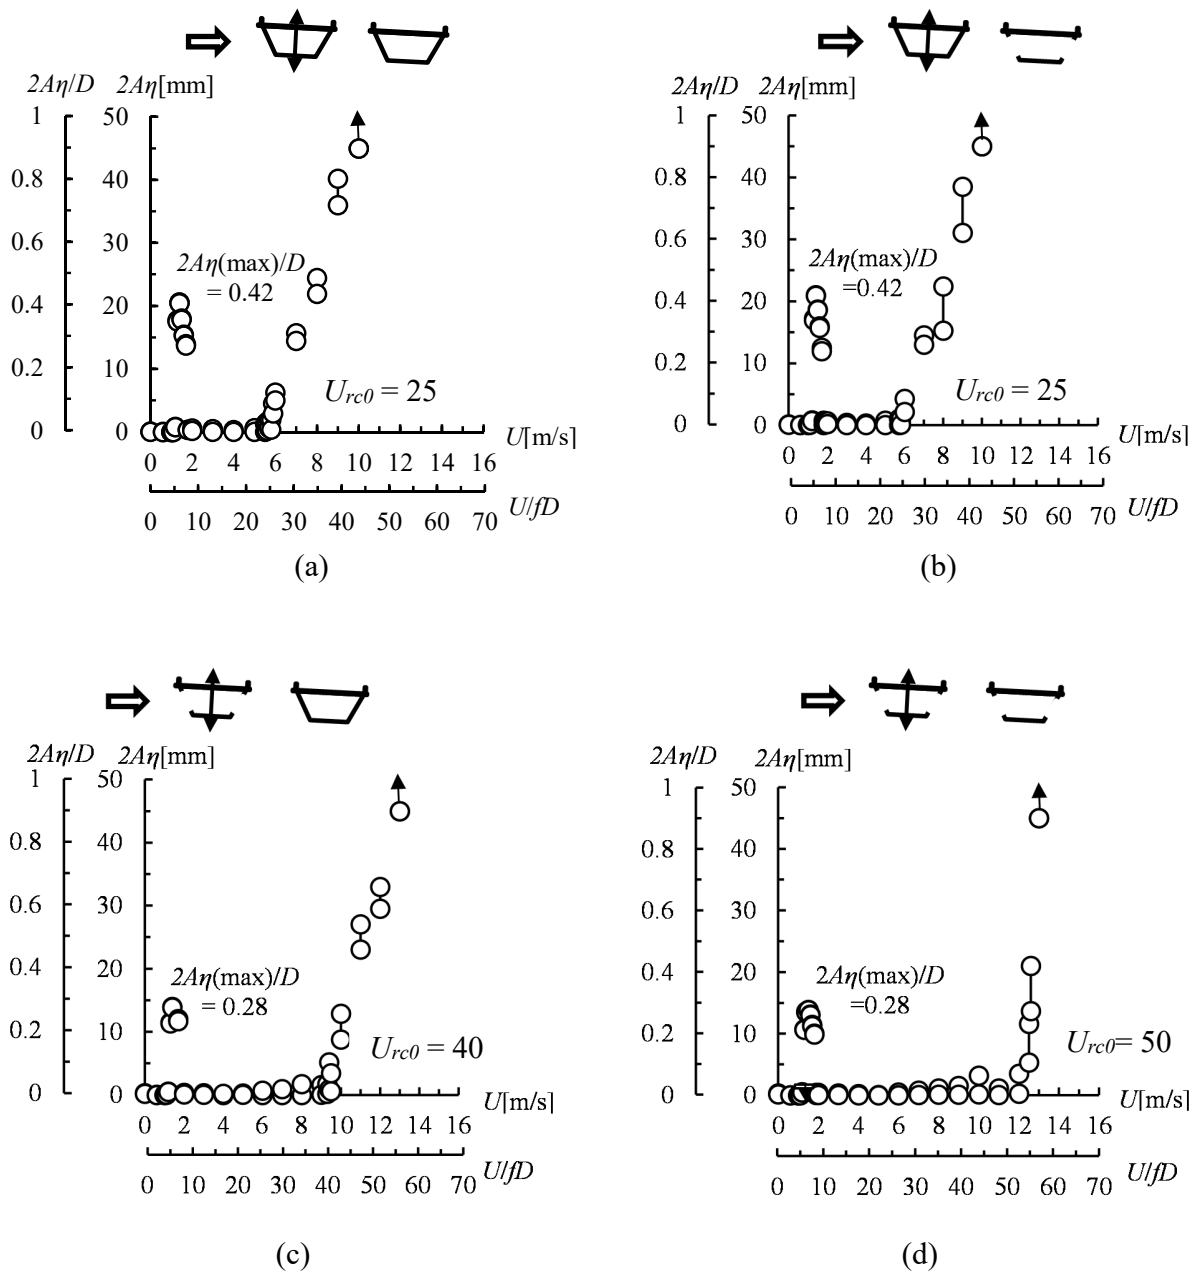 2Aη/D 2Aη[mm]
1 50
0.8 40
0.6 30
2Aη(max)/D
= 0.42
0.4 20
0.2 10
Urc0 = 25
0 0
U[m/s]
0 2 4 6 8 10 12 14 16
U/fD
0 10 20 30 40 50 60 70
(a)
2Aη/D 2Aη[mm]
1 50
0.8 40
0.6 30
2Aη(max)/D
=0.42
0.4 20
0.2 10
Urc0 = 25
0 0
U[m/s]
0 2 4 6 8 10 12 14 16
U/fD
0 10 20 30 40 50 60 70
(b)
2Aη/D 2Aη[mm]
1 50
0.8 40
0.6 30
0.4 20
2Aη(max)/D
= 0.28
0.2 10
Urc0 = 40
0 0
U[m/s]
0 2 4 6 8 10 12 14 16
U/fD
0 10 20 30 40 50 60 70
(c)
2Aη/D 2Aη[mm]
1 50
0.8 40
0.6 30
0.4 20
2Aη(max)/D
=0.28
0.2 10
Urc0= 50
0 0
U[m/s]
0 2 4 6 8 10 12 14 16
U/fD
0 10 20 30 40 50 60 70
(d)